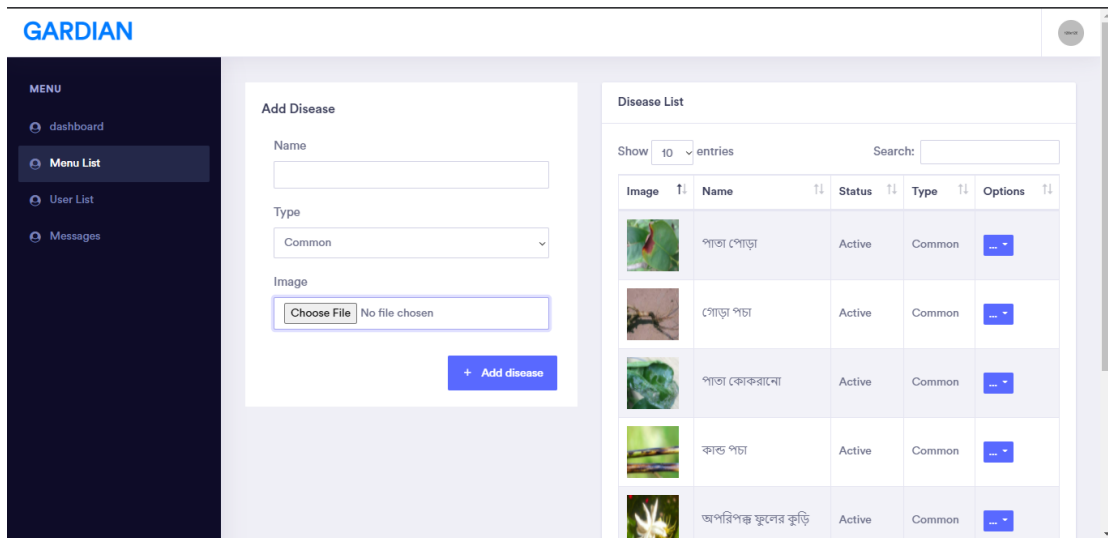 GARDIAN
MENU
dashboard
Menu List
User List
Messages
Add Disease
Name
Type
Common
Image
Choose File No file chosen
+ Add disease
Disease List
Show 10 entries Search:
Image Name Status Type Options
পাতা পোড়া Active Common ...
গোড়া পচা Active Common ...
পাতা কোকরানো Active Common ...
কান্ড পচা Active Common ...
অপরিপক্ক ফুলের কুড়ি Active Common ...